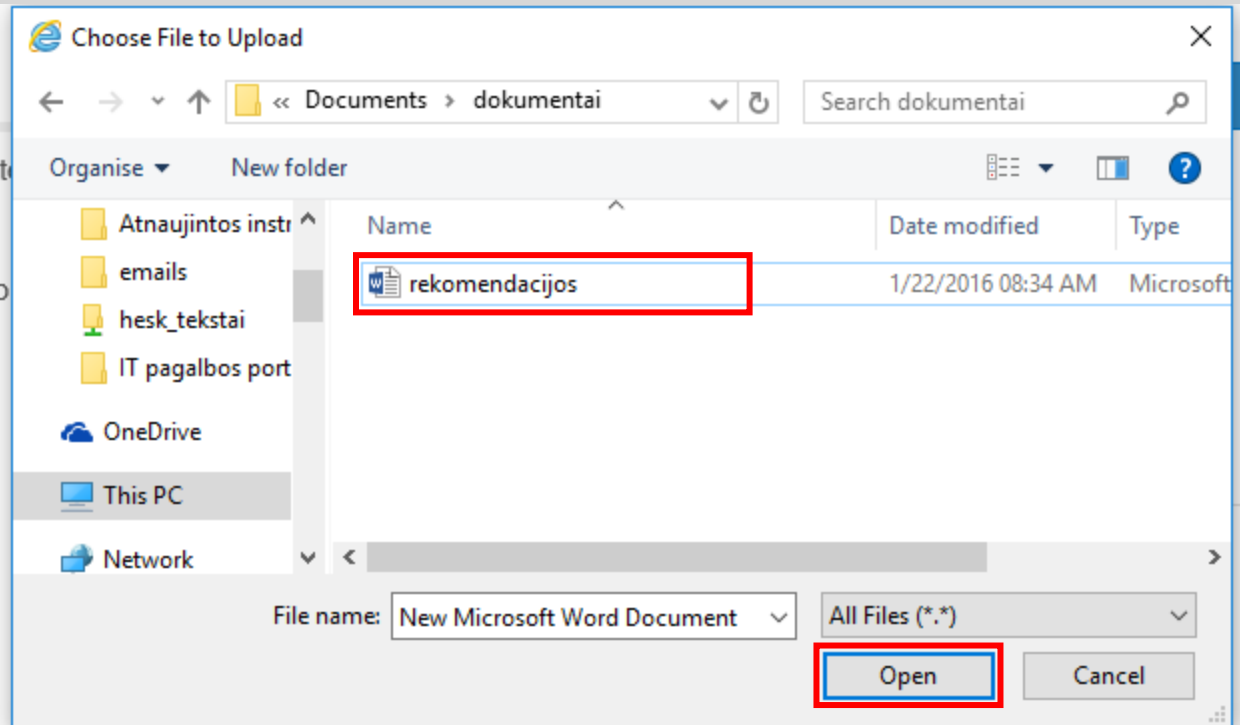 Choose File to Upload
« Documents › dokumentai
Search dokumentai
Organise
New folder
Atnaujintos instr
emails
hesk_tekstai
IT pagalbos port
OneDrive
This PC
Network
Name
Date modified
Type
rekomendacijos
1/22/2016 08:34 AM
Microsoft
File name:
New Microsoft Word Document
All Files (*.*)
Open
Cancel